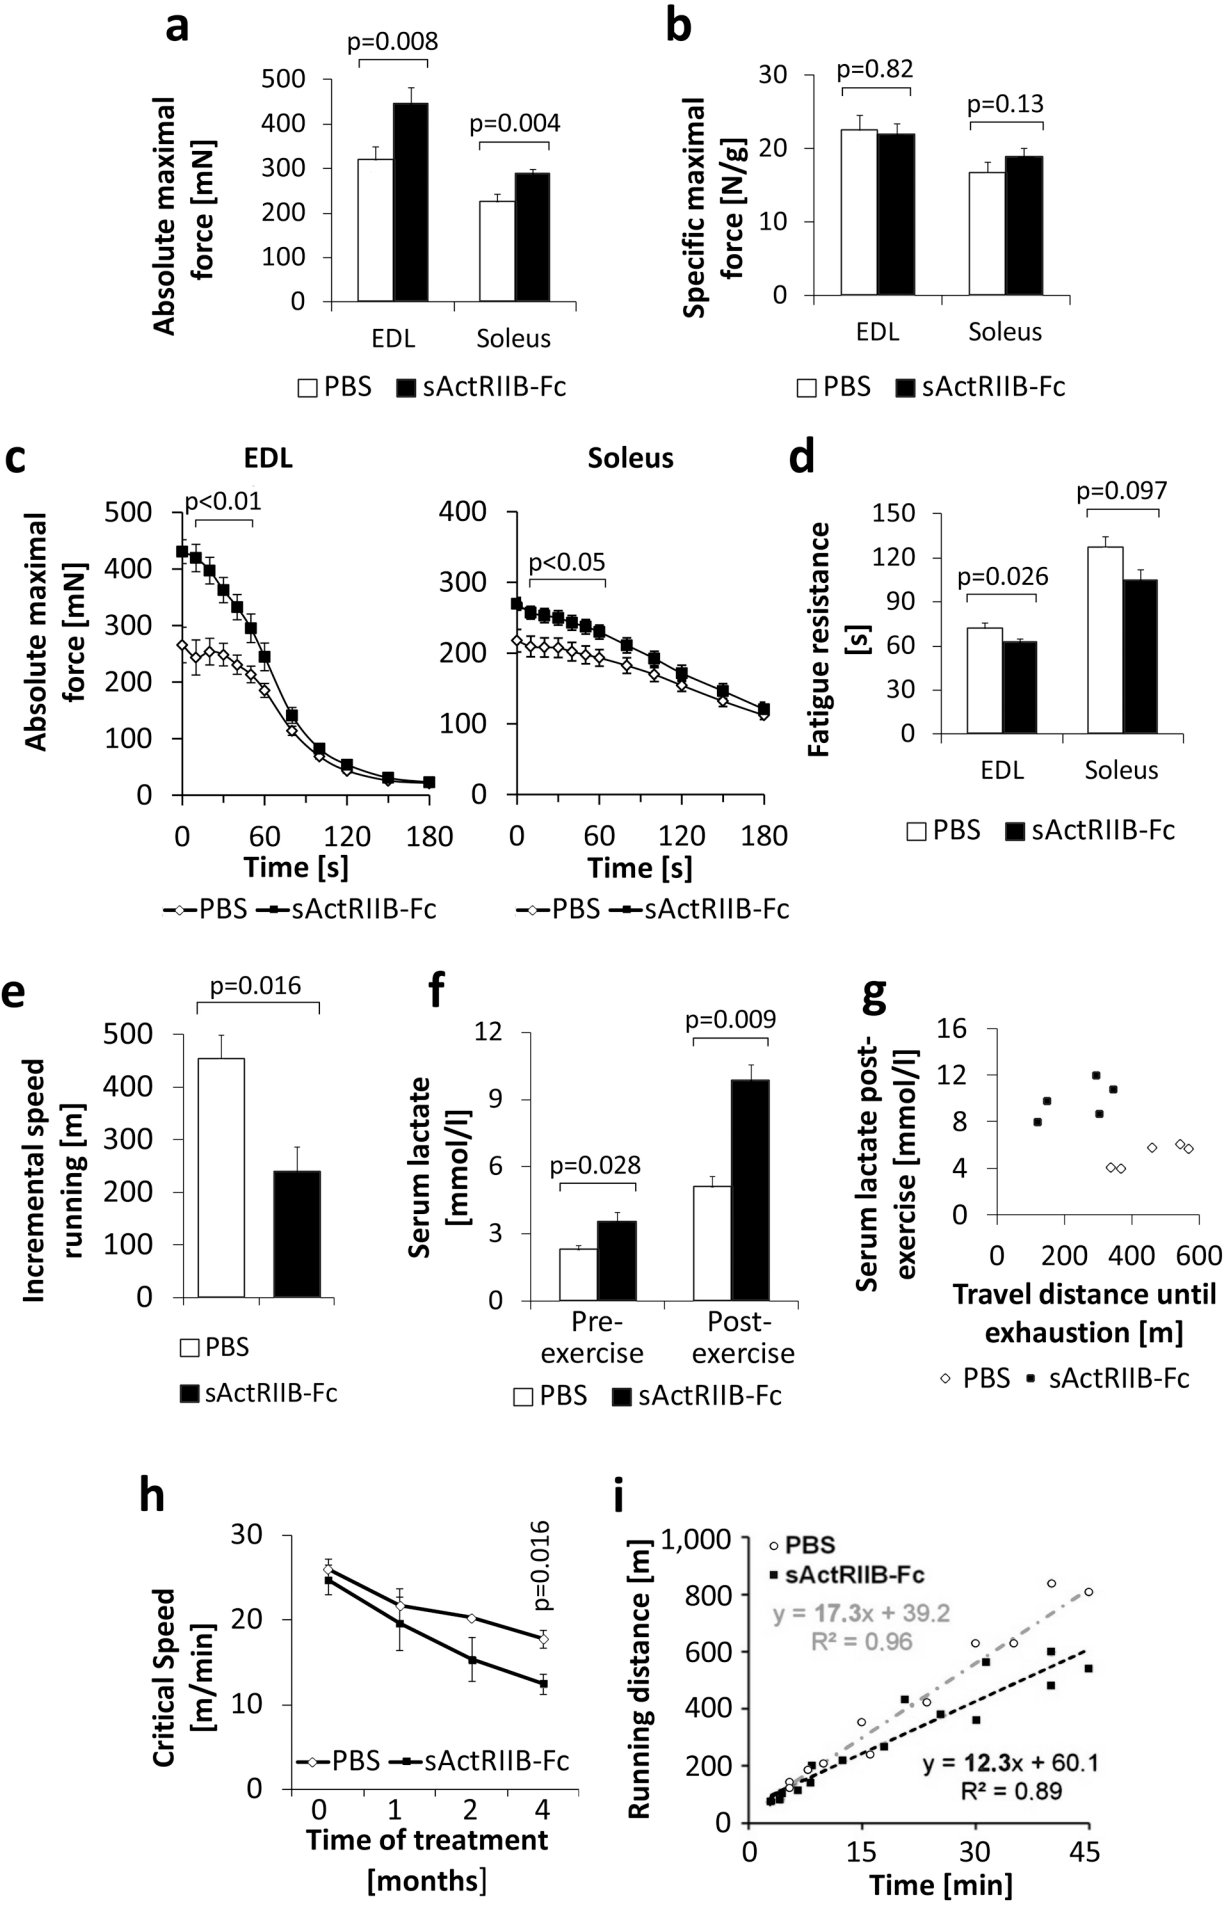 a
p=0.008
Absolute maximal
force [mN]
500
400
300
200
100
0
p=0.004
EDL
Soleus
PBS
sActRIIB-Fc
b
p=0.82
Specific maximal
force [N/g]
30
20
10
0
p=0.13
EDL
Soleus
PBS
sActRIIB-Fc
c
EDL
p<0.01
Absolute maximal
force [mN]
500
400
300
200
100
0
0
60
120
180
Time [s]
PBS
sActRIIB-Fc
Soleus
p<0.05
400
300
200
100
0
0
60
120
180
Time [s]
PBS
sActRIIB-Fc
d
p=0.097
Fatigue resistance
[s]
150
120
90
60
30
0
p=0.026
EDL
Soleus
PBS
sActRIIB-Fc
e
p=0.016
Incremental speed
running [m]
500
400
300
200
100
0
PBS
sActRIIB-Fc
f
p=0.009
Serum lactate
[mmol/l]
12
9
6
3
0
p=0.028
Pre-
exercise
Post-
exercise
PBS
sActRIIB-Fc
g
Serum lactate post-
exercise [mmol/l]
16
12
8
4
0
0
200
400
600
Travel distance until
exhaustion [m]
PBS
sActRIIB-Fc
h
Critical Speed
[m/min]
30
20
10
0
p=0.016
PBS
sActRIIB-Fc
0
1
2
4
Time of treatment
[months]
i
Running distance [m]
1,000
800
600
400
200
0
PBS
sActRIIB-Fc
y = 17.3x + 39.2
R² = 0.96
y = 12.3x + 60.1
R² = 0.89
0
15
30
45
Time [min]